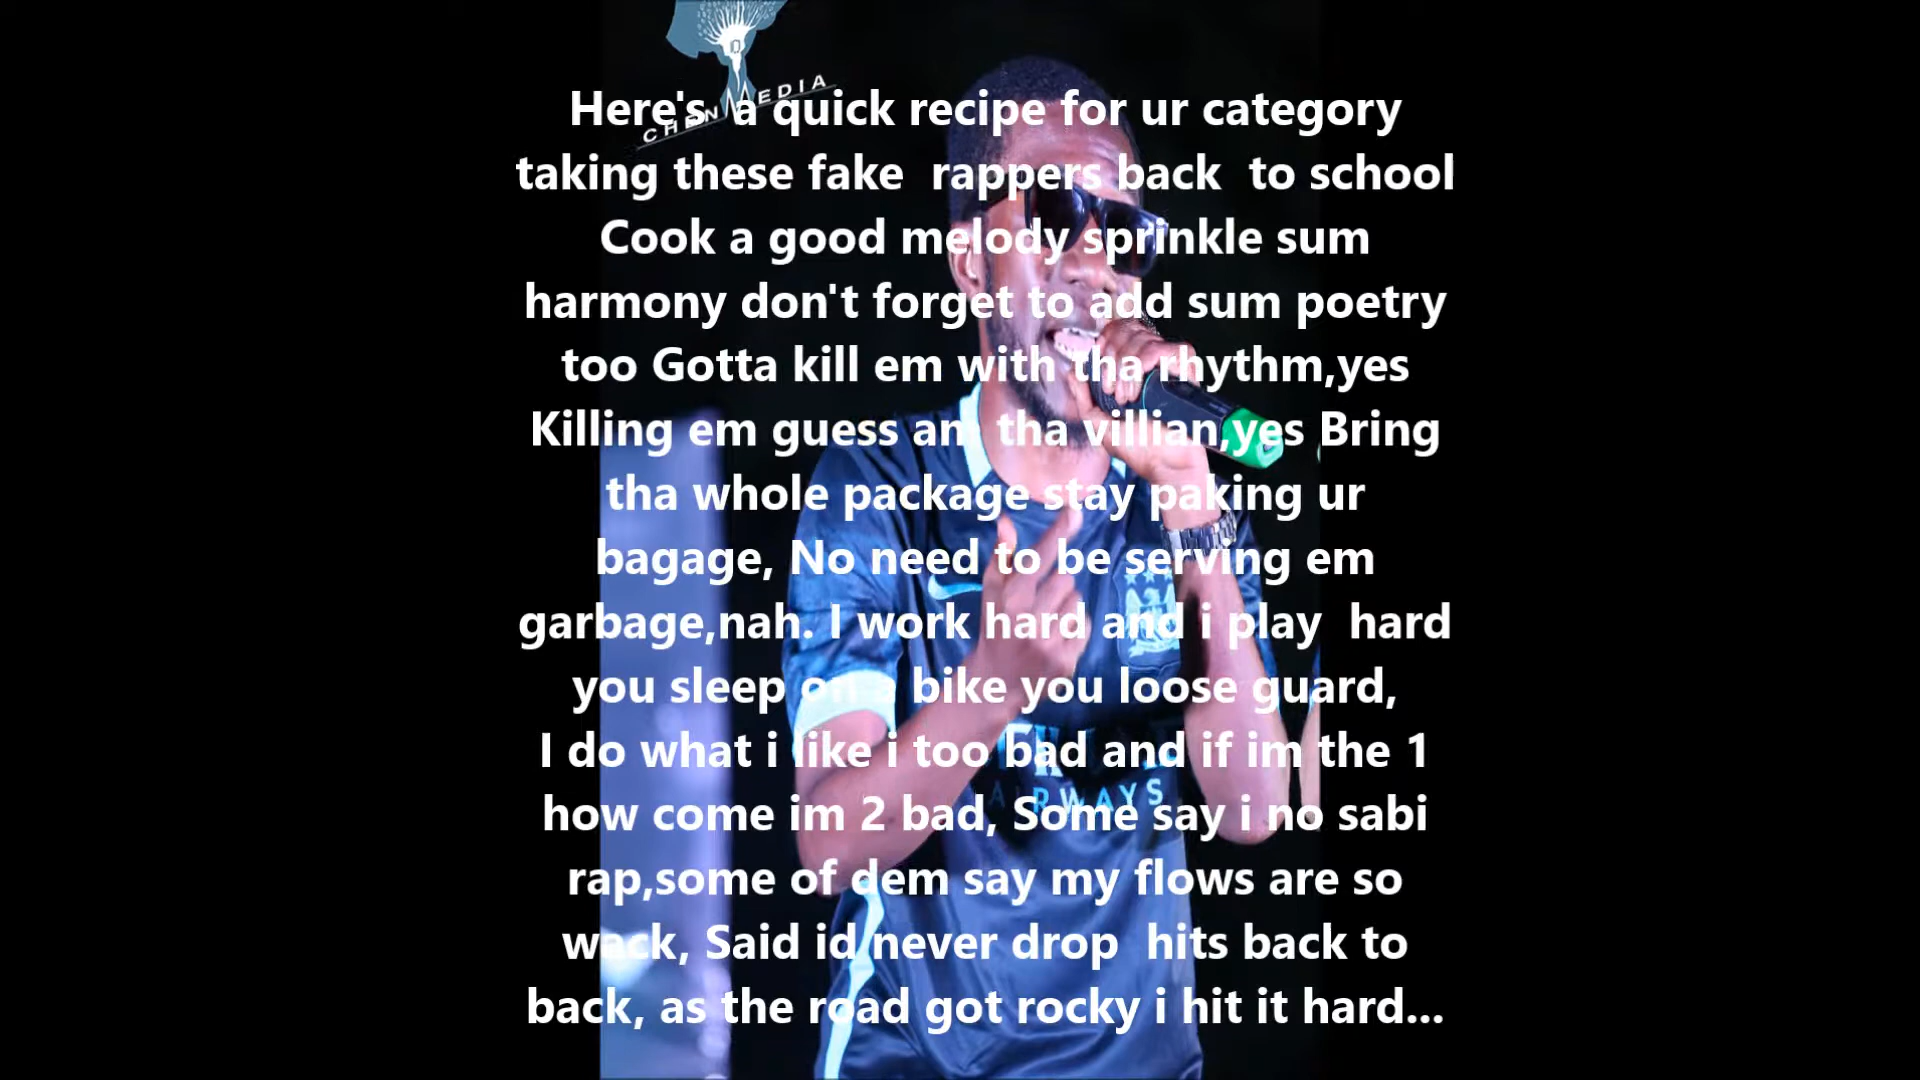 CHEN MEDIA
Here's a quick recipe for ur category
taking these fake rappers back to school
Cook a good melody sprinkle sum
harmony don't forget to add sum poetry
too Gotta kill em with tha rhythm,yes
Killing em guess am tha villian,yes Bring
tha whole package stay paking ur
bagage, No need to be serving em
garbage,nah. I work hard and i play hard
you sleep on a bike you loose guard,
I do what i like i too bad and if im the 1
how come im 2 bad, Some say i no sabi
rap,some of dem say my flows are so
wack, Said id never drop hits back to
back, as the road got rocky i hit it hard...
AIRWAYS